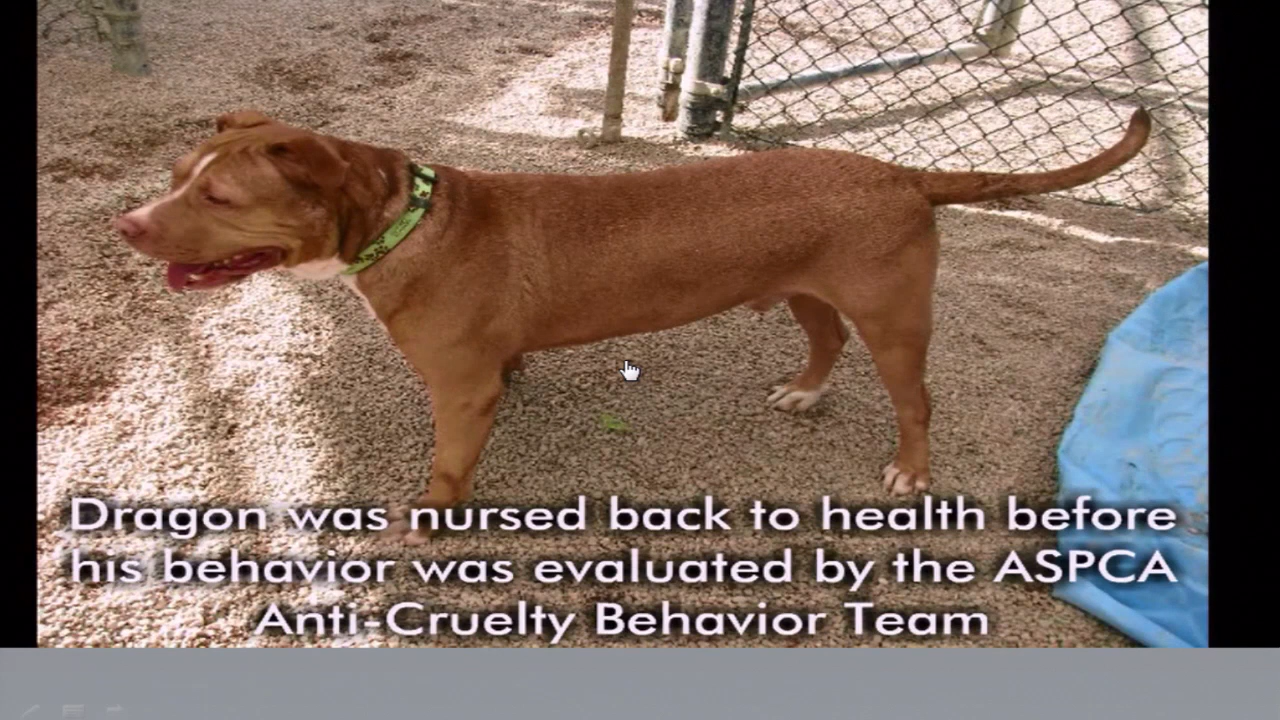 Dragon was nursed back to health before
his behavior was evaluated by the ASPCA
Anti-Cruelty Behavior Team